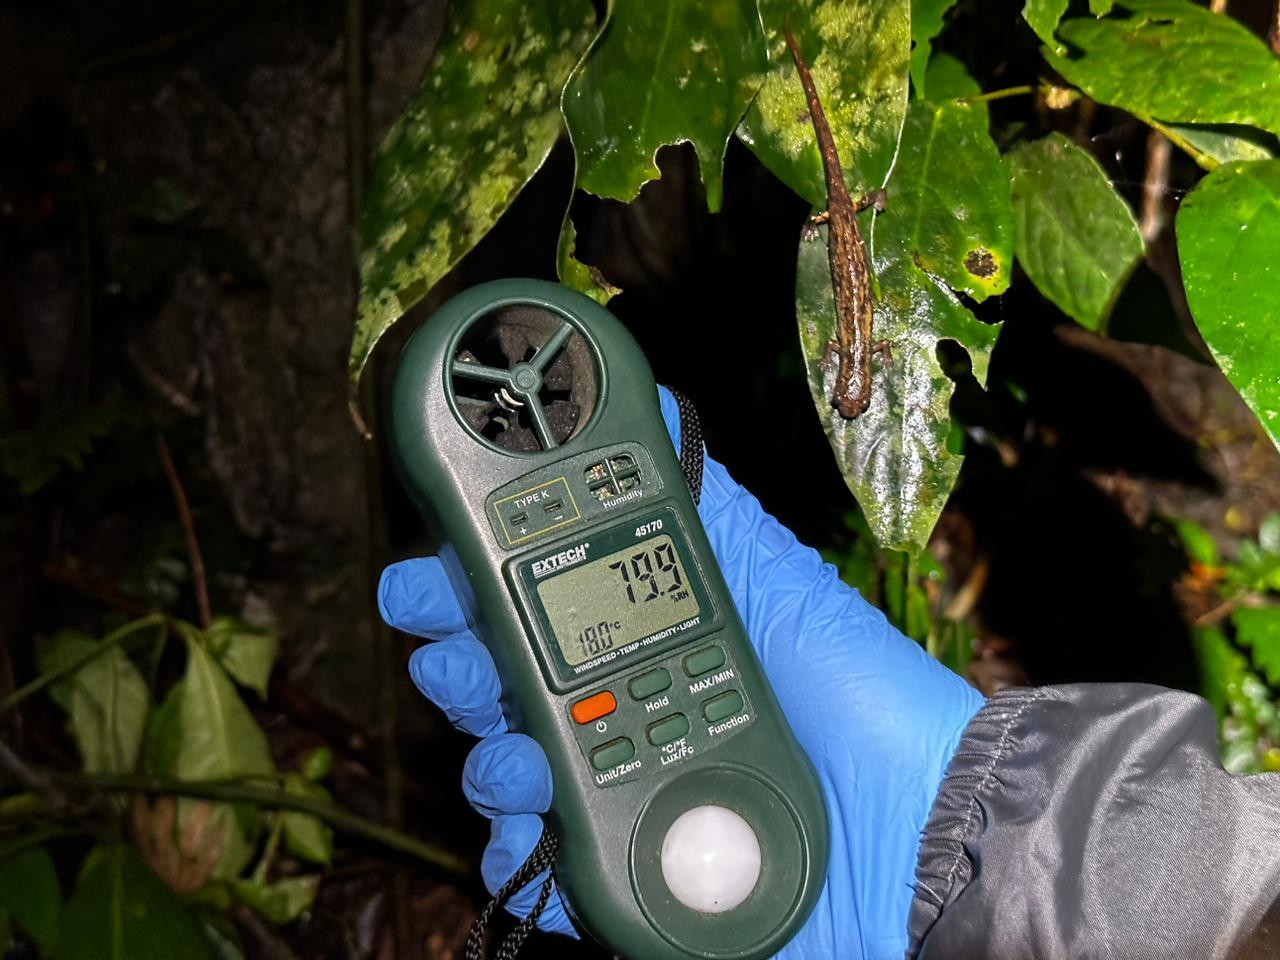 TYPE K
+ −
Humidity
45170
EXTECH®
INSTRUMENTS
79.9
%RH
18.0 °C
WINDSPEED•TEMP•HUMIDITY•LIGHT
MAX/MIN
Hold
Function
°C/°F
Lux/Fc
Unit/Zero